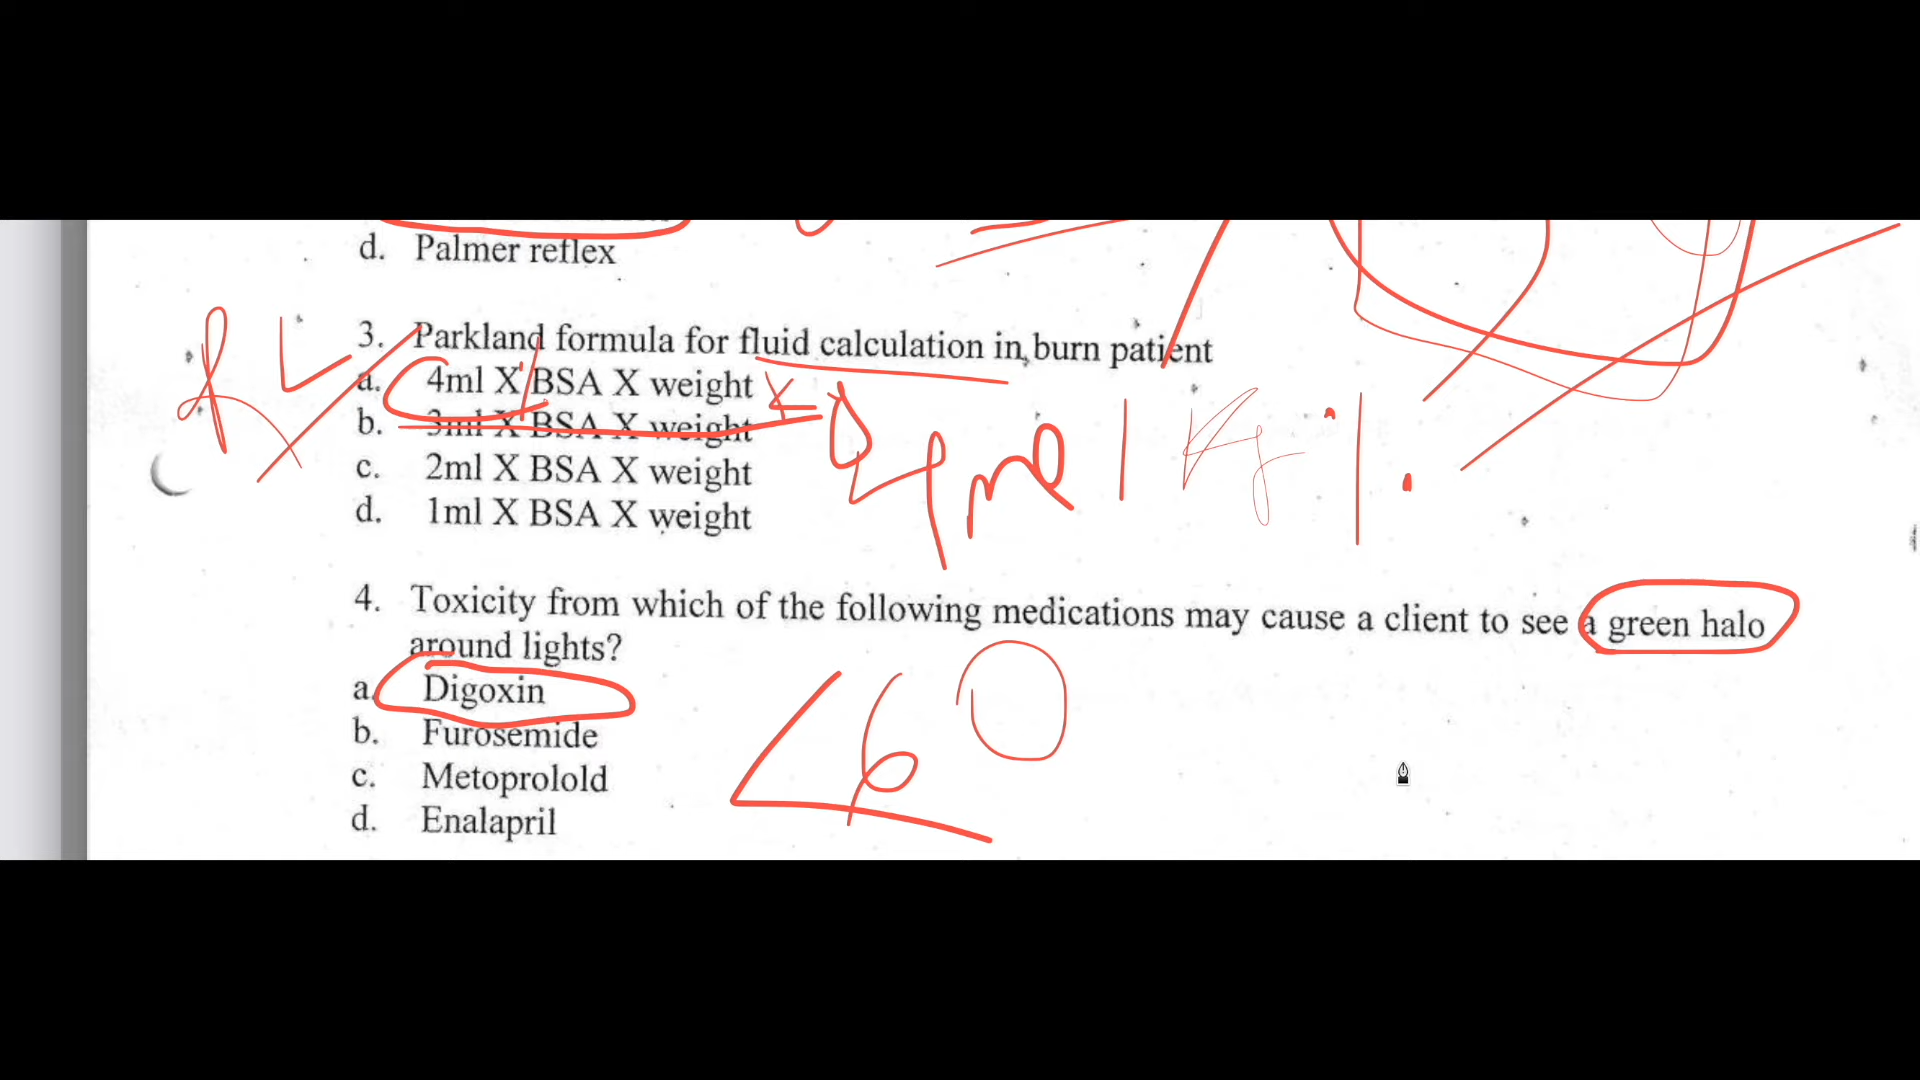 d. Palmer reflex
3. Parkland formula for fluid calculation in burn patient
a. 4ml X BSA X weight
b. 3ml X BSA X weight
c. 2ml X BSA X weight
d. 1ml X BSA X weight
4ml / Kg / .
4. Toxicity from which of the following medications may cause a client to see a green halo
around lights?
a. Digoxin
b. Furosemide
c. Metoprolold
d. Enalapril
<60